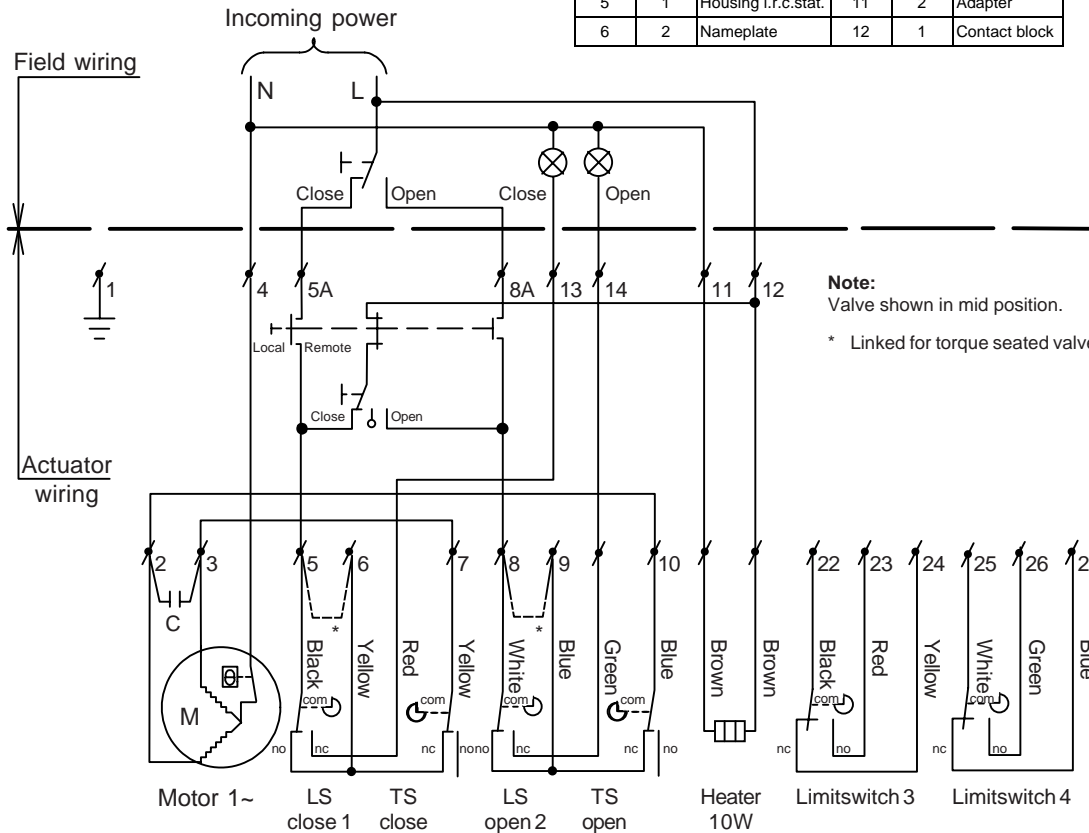 5 1 Housing l.r.c.stat. 11 2 Adapter
6 2 Nameplate 12 1 Contact block
Incoming power
Field wiring
N L
Close Open Close Open
1 4 5A 8A 13 14 11 12
Note:
Valve shown in mid position.
* Linked for torque seated valve
Local Remote
Close Open
Actuator
wiring
2 3 5 6 7 8 9 10 22 23 24 25 26 2
C * *
Black Yellow Red Yellow White Blue Green Blue Brown Brown Black Red Yellow White Green Blue
M com com com com com com
no nc nc no no nc nc no nc no nc no
Motor 1~ LS TS LS TS Heater Limitswitch 3 Limitswitch 4
close 1 close open 2 open 10W